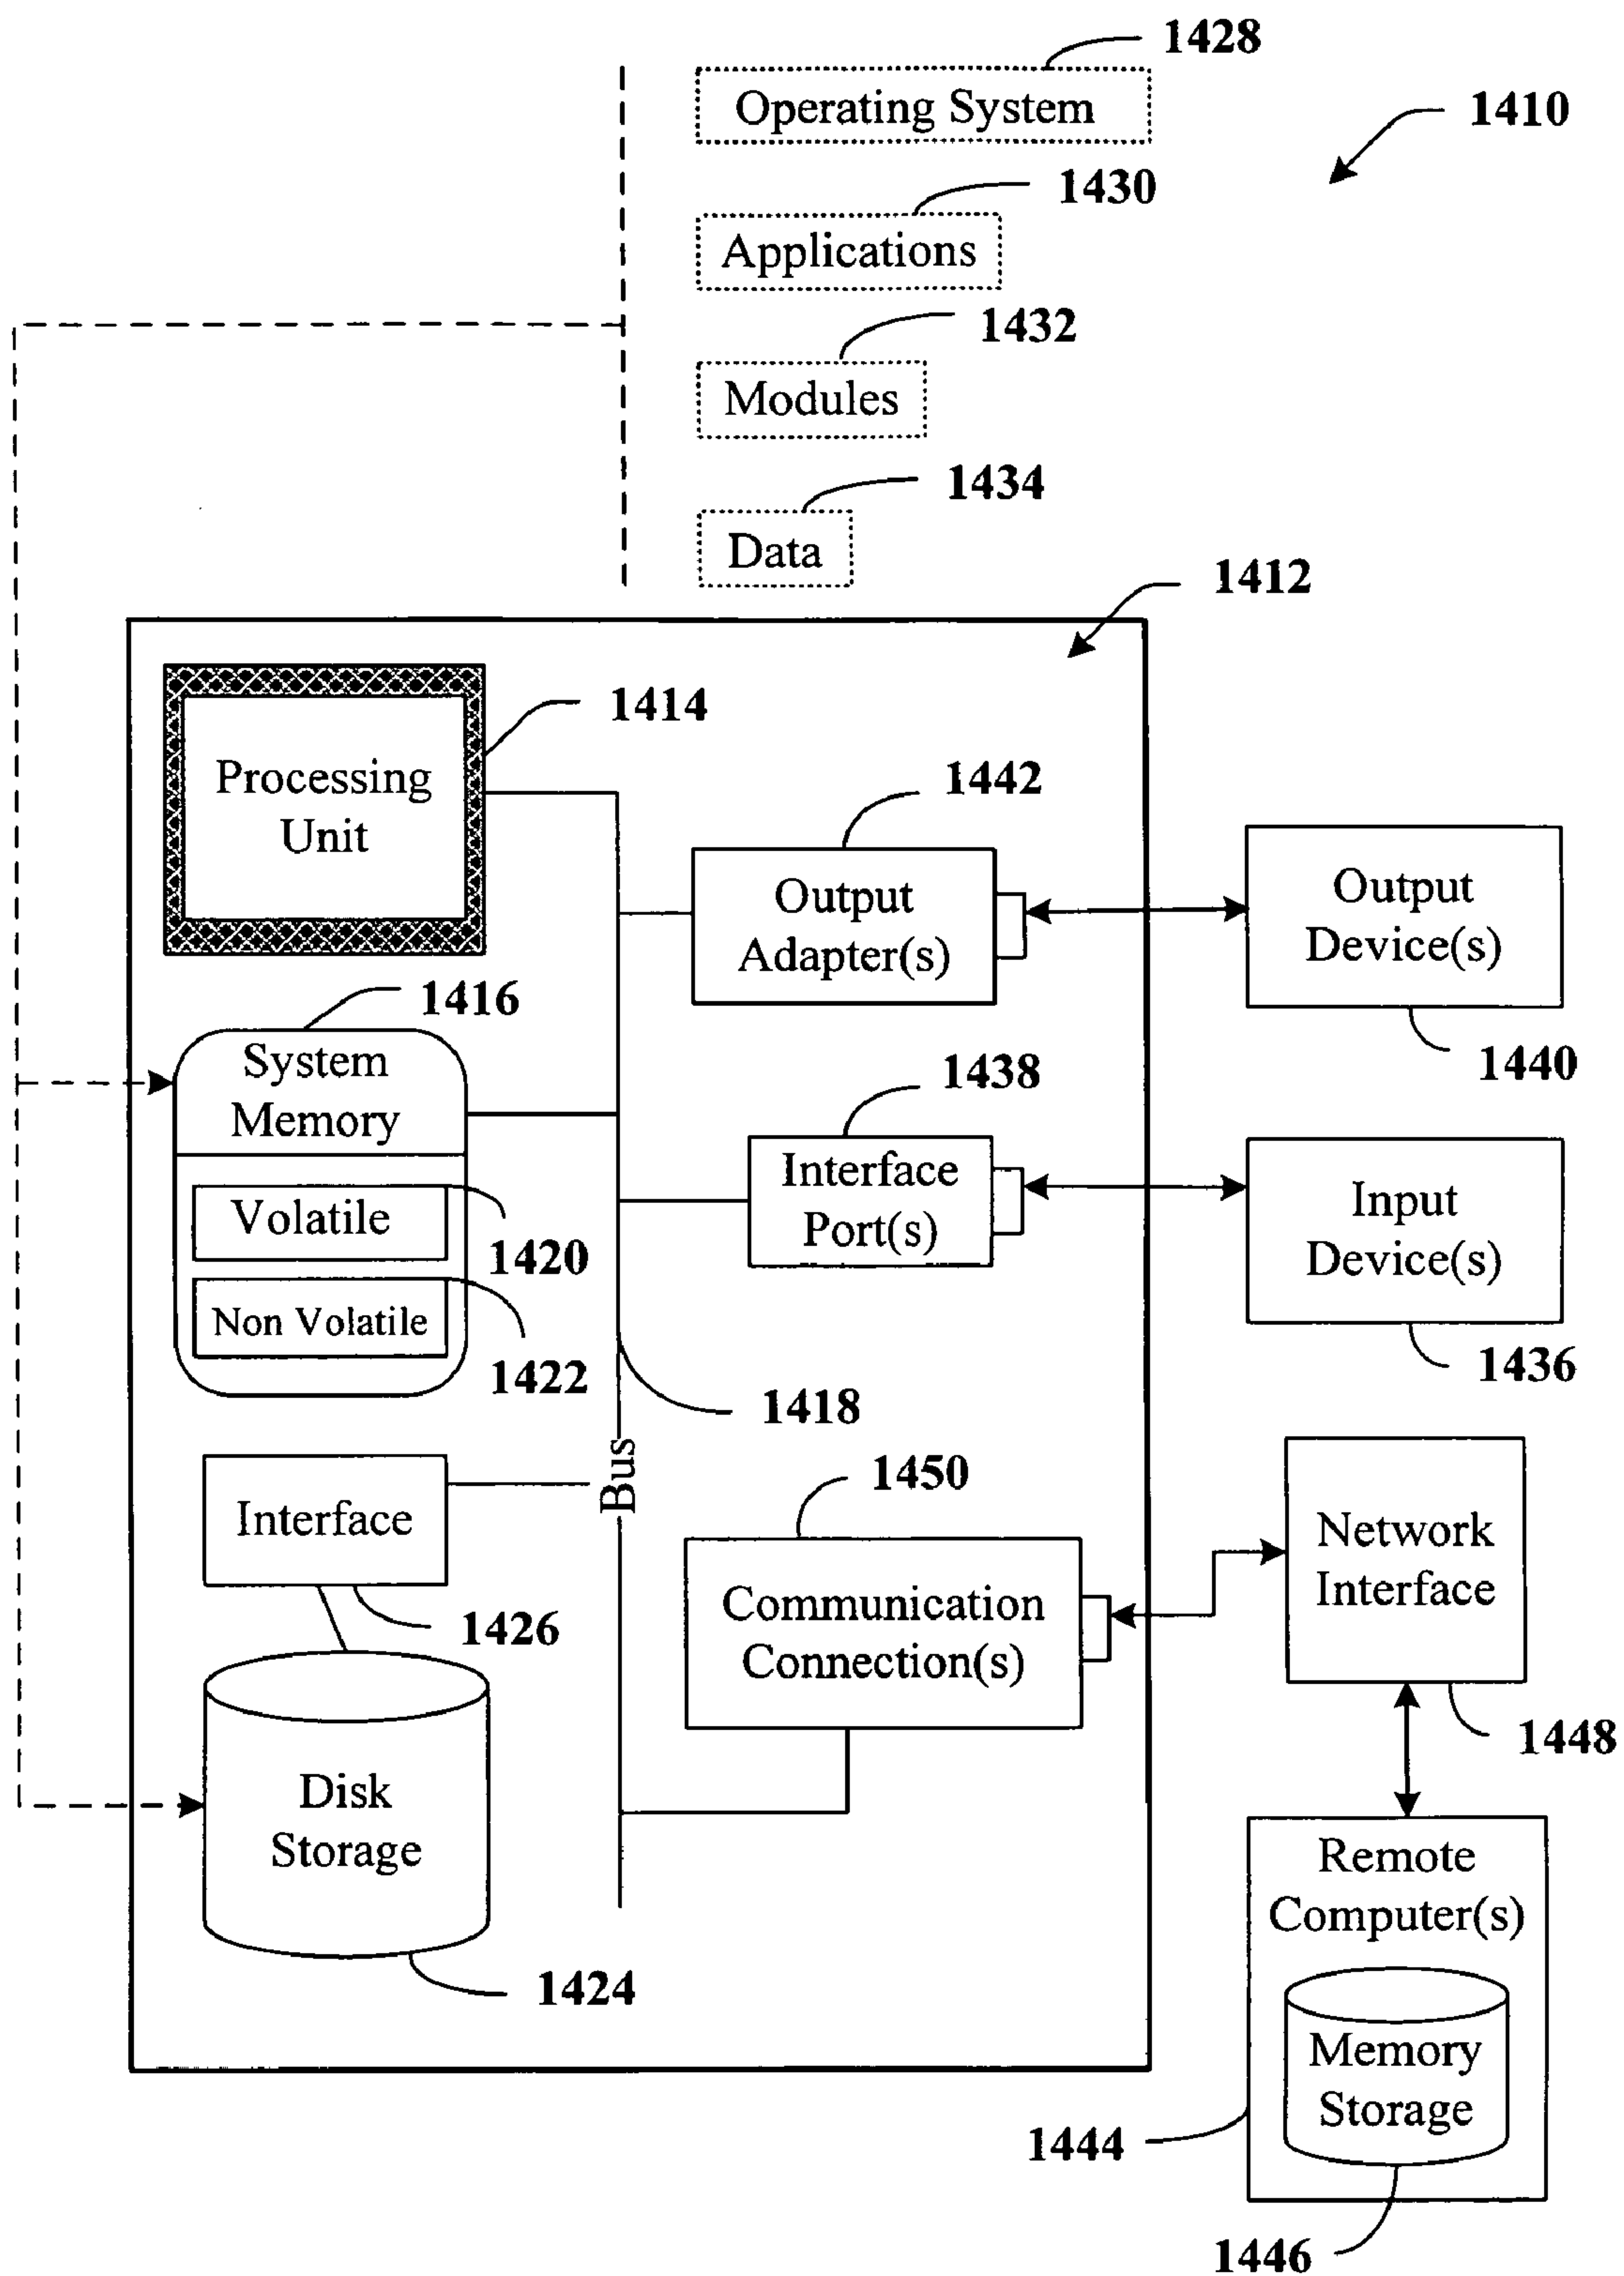 1428
Operating System
1410
1430
Applications
1432
Modules
1434
Data
1412
1414
Processing
Unit
1442
Output
Adapter(s)
Output
Device(s)
1440
1416
System
Memory
1438
Interface
Port(s)
Input
Device(s)
1436
Volatile
1420
Non Volatile
1422
1418
Bus
Interface
1426
1450
Communication
Connection(s)
Network
Interface
1448
Disk
Storage
1424
Remote
Computer(s)
Memory
Storage
1444
1446